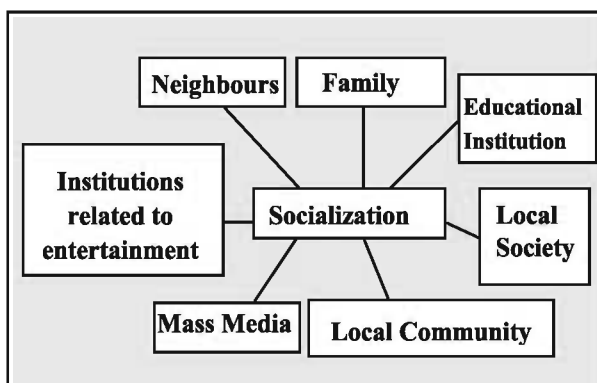 Neighbours
Family
Educational
Institution
Institutions
related to
entertainment
Socialization
Local
Society
Mass Media
Local Community